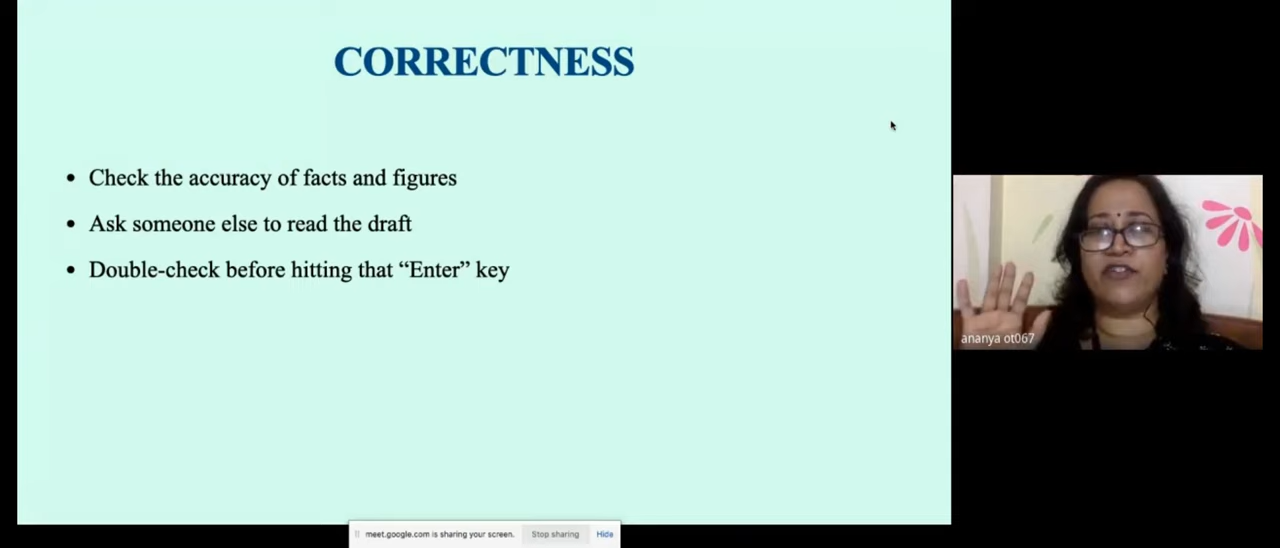 CORRECTNESS
• Check the accuracy of facts and figures
• Ask someone else to read the draft
• Double-check before hitting that “Enter” key
ananya ot067
meet.google.com is sharing your screen. Stop sharing Hide